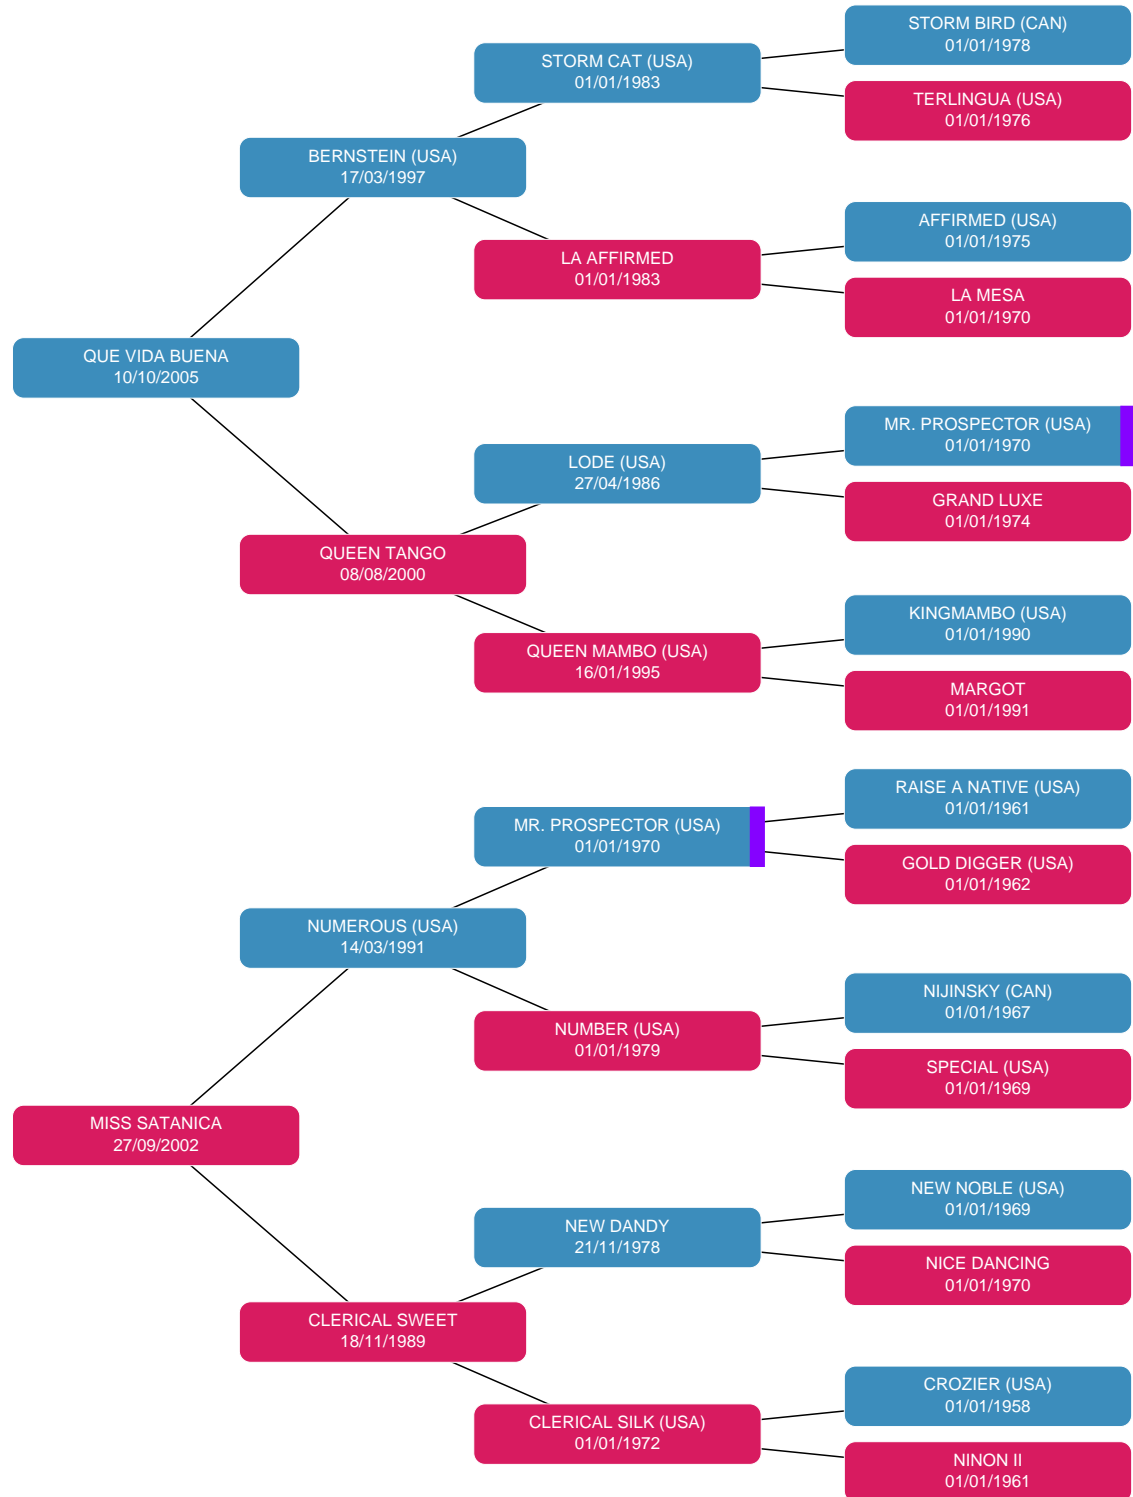 STORM BIRD (CAN)
01/01/1978
STORM CAT (USA)
01/01/1983
TERLINGUA (USA)
01/01/1976
BERNSTEIN (USA)
17/03/1997
AFFIRMED (USA)
01/01/1975
LA AFFIRMED
01/01/1983
LA MESA
01/01/1970
QUE VIDA BUENA
10/10/2005
MR. PROSPECTOR (USA)
01/01/1970
LODE (USA)
27/04/1986
GRAND LUXE
01/01/1974
QUEEN TANGO
08/08/2000
KINGMAMBO (USA)
01/01/1990
QUEEN MAMBO (USA)
16/01/1995
MARGOT
01/01/1991
RAISE A NATIVE (USA)
01/01/1961
MR. PROSPECTOR (USA)
01/01/1970
GOLD DIGGER (USA)
01/01/1962
NUMEROUS (USA)
14/03/1991
NIJINSKY (CAN)
01/01/1967
NUMBER (USA)
01/01/1979
SPECIAL (USA)
01/01/1969
MISS SATANICA
27/09/2002
NEW NOBLE (USA)
01/01/1969
NEW DANDY
21/11/1978
NICE DANCING
01/01/1970
CLERICAL SWEET
18/11/1989
CROZIER (USA)
01/01/1958
CLERICAL SILK (USA)
01/01/1972
NINON II
01/01/1961